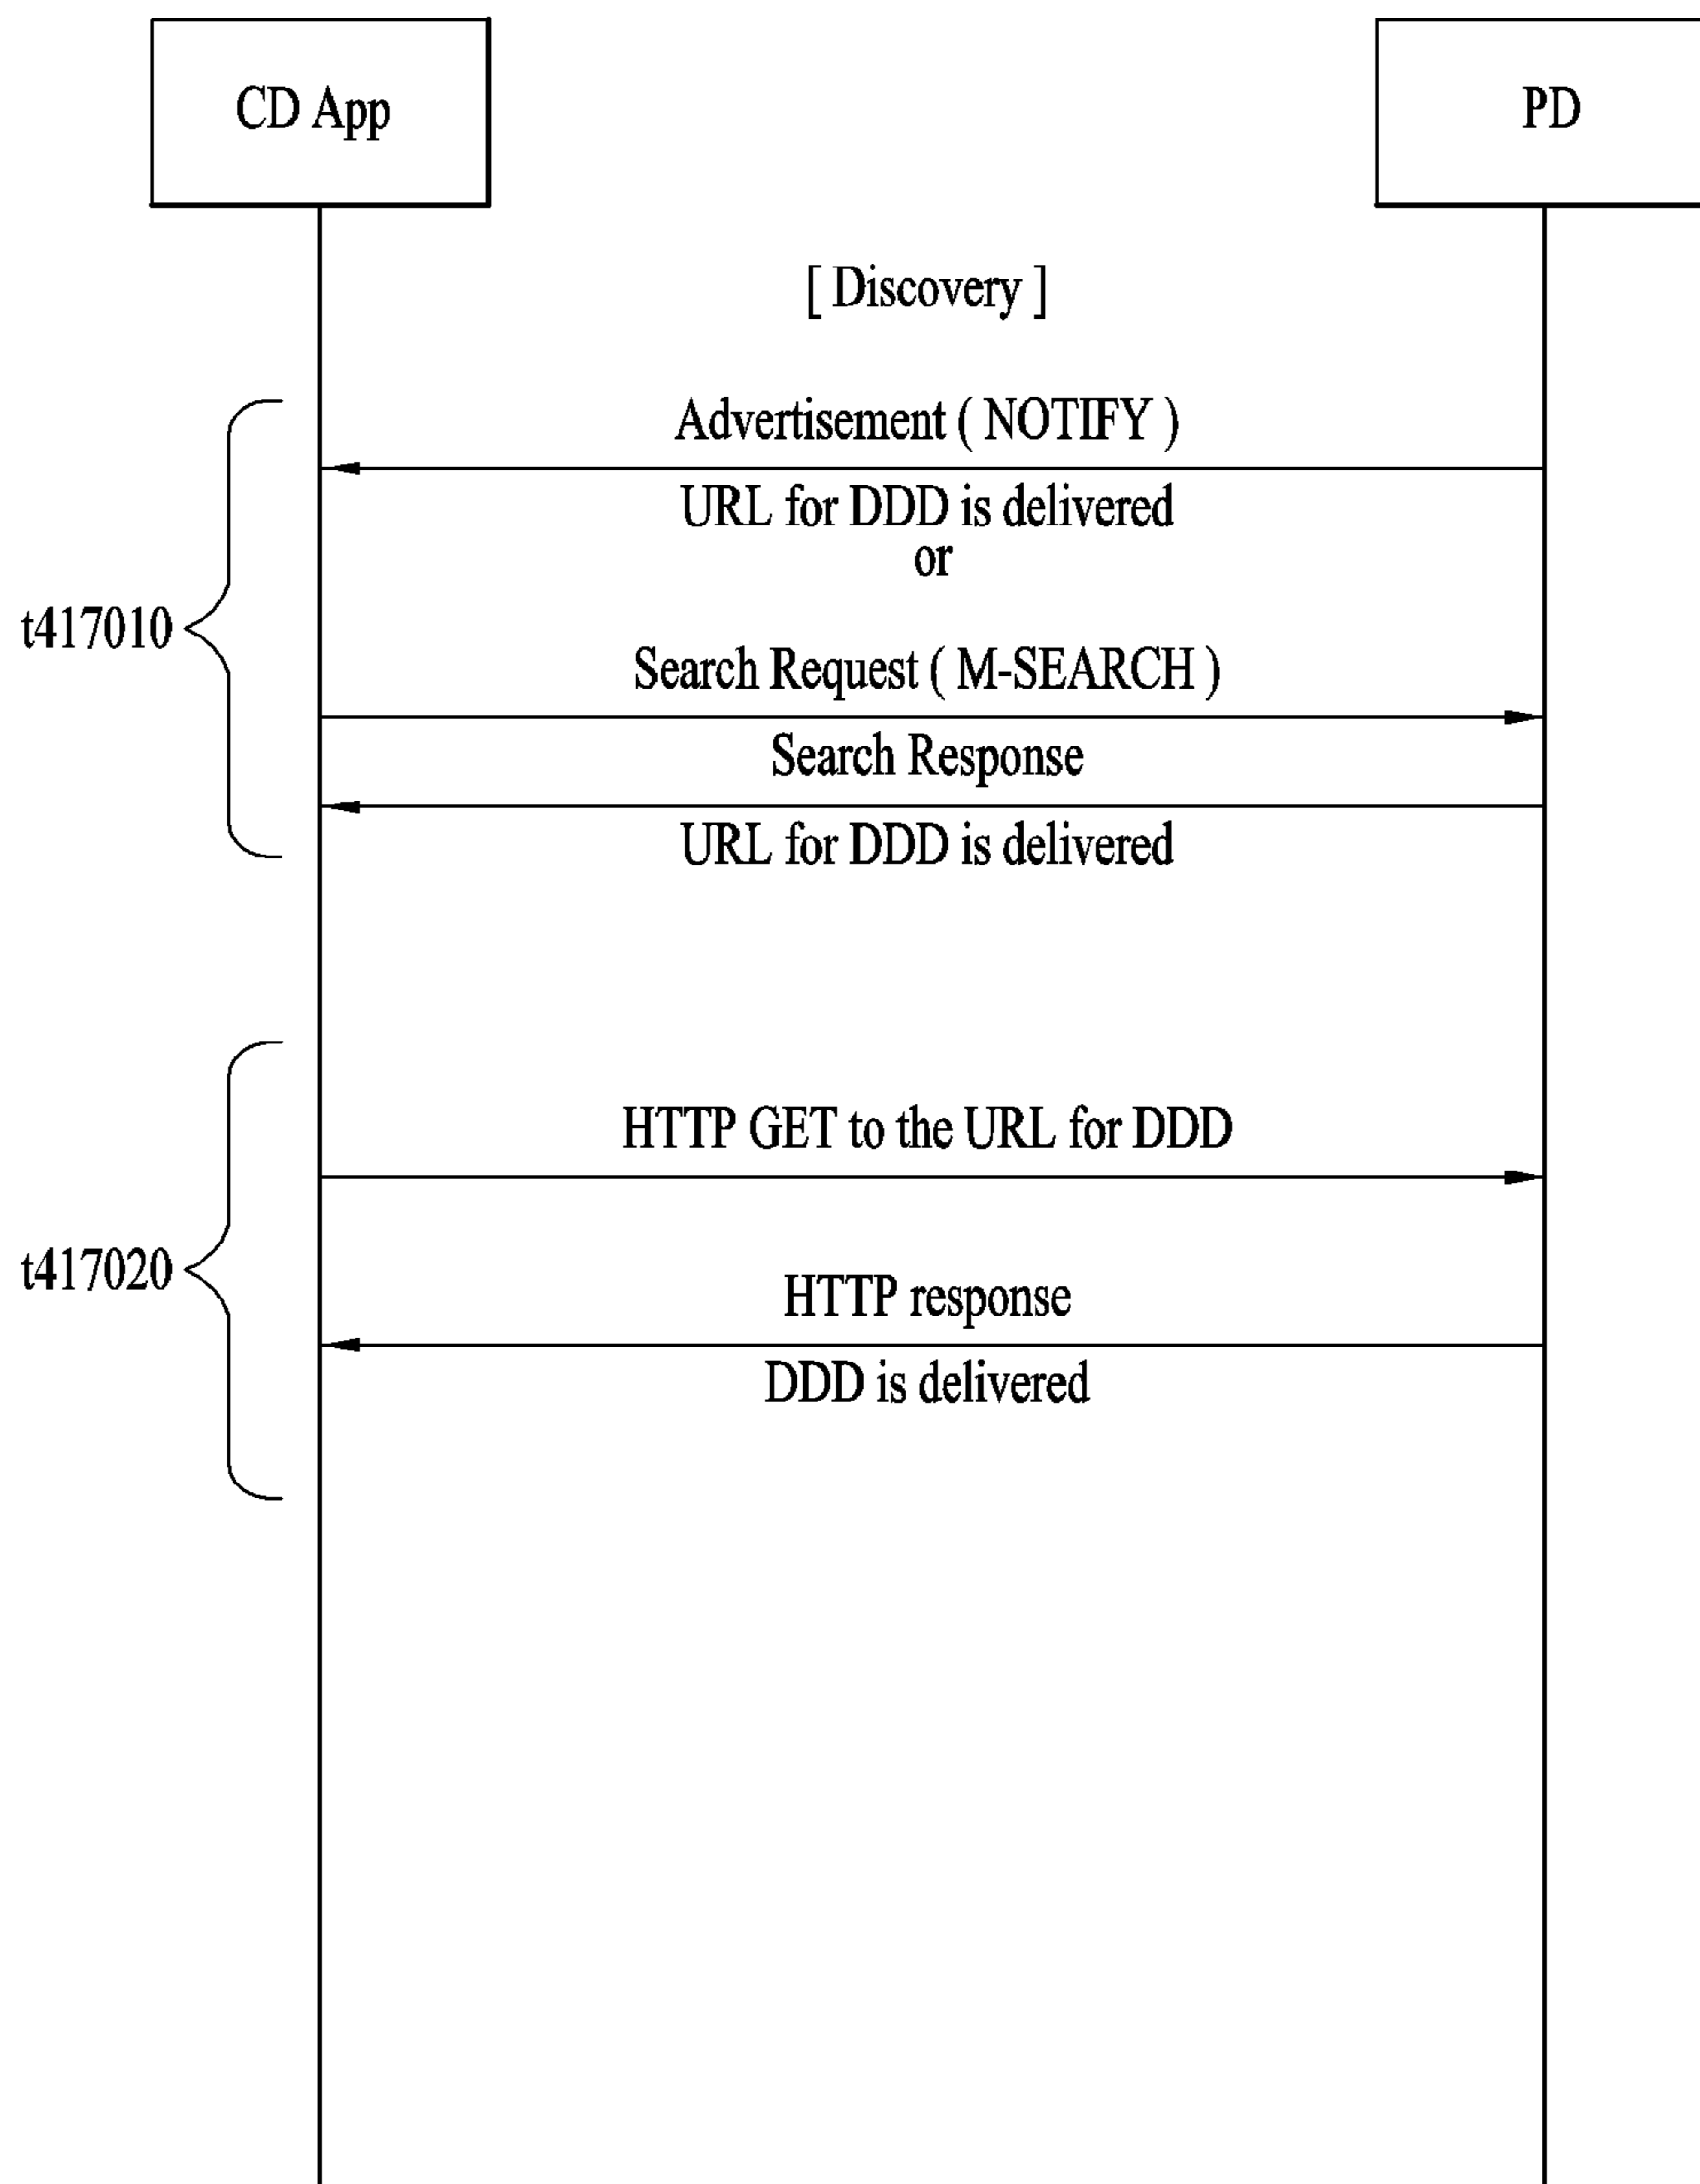 CD App
PD
[ Discovery ]
Advertisement ( NOTIFY )
URL for DDD is delivered
or
t417010
Search Request ( M-SEARCH )
Search Response
URL for DDD is delivered
HTTP GET to the URL for DDD
t417020
HTTP response
DDD is delivered